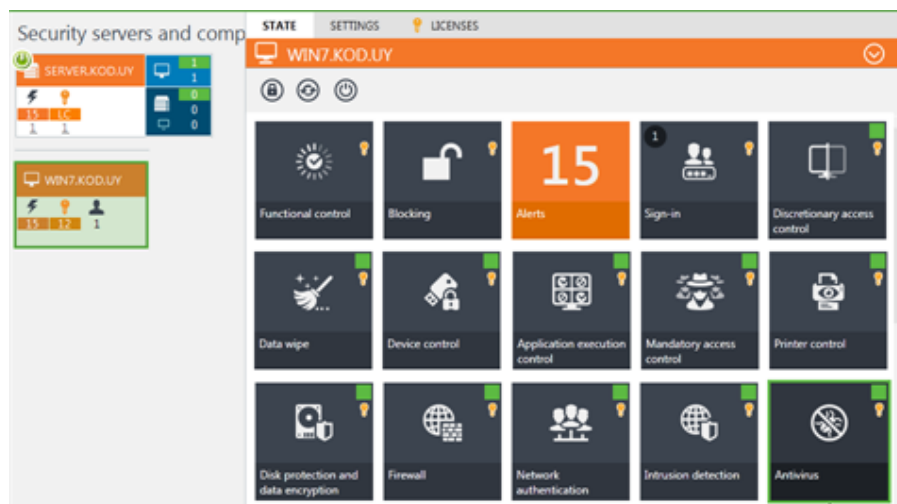 Security servers and comp
SERVER.KOD.UY
1
1
15 LC
1 1
0
0
0
WIN7.KOD.UY
15 12 1
STATE SETTINGS LICENSES
WIN7.KOD.UY
Functional control
Blocking
15
Alerts
1
Sign-in
Discretionary access
control
Data wipe
Device control
Application execution
control
Mandatory access
control
Printer control
Disk protection and
data encryption
Firewall
Network
authentication
Intrusion detection
Antivirus